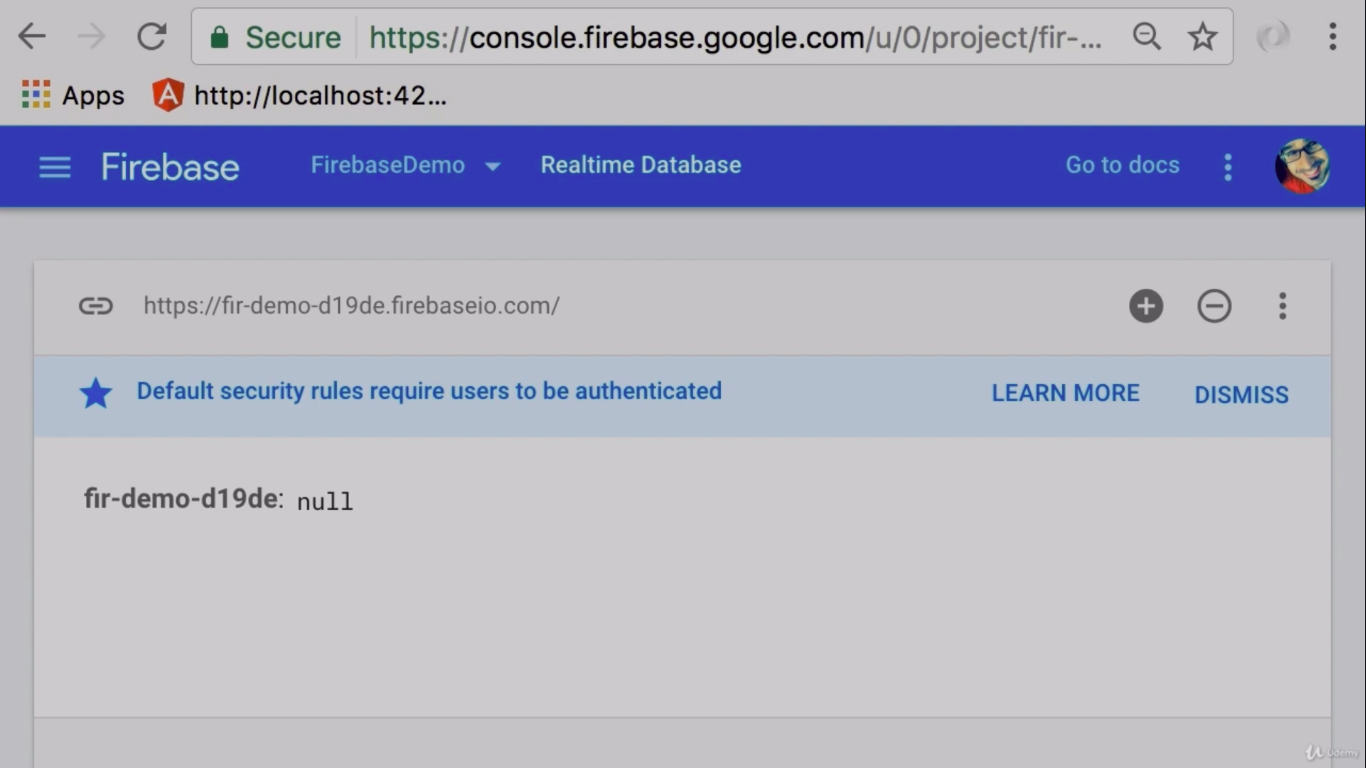 Secure https://console.firebase.google.com/u/0/project/fir-...
Apps http://localhost:42...
Firebase FirebaseDemo Realtime Database Go to docs
https://fir-demo-d19de.firebaseio.com/
Default security rules require users to be authenticated LEARN MORE DISMISS
fir-demo-d19de: null
Udemy